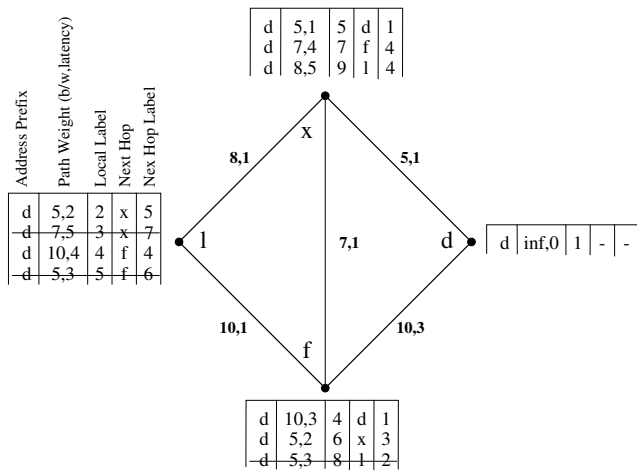 d 5,1 5 d 1
d 7,4 7 f 4
d 8,5 9 l 4
Address Prefix
Path Weight (b/w,latency)
Local Label
Next Hop
Nex Hop Label
x
8,1
5,1
d 5,2 2 x 5
d 7,5 3 x 7
d 10,4 4 f 4
d 5,3 5 f 6
l
7,1
d
d inf,0 1 - -
10,1
10,3
f
d 10,3 4 d 1
d 5,2 6 x 3
d 5,3 8 l 2